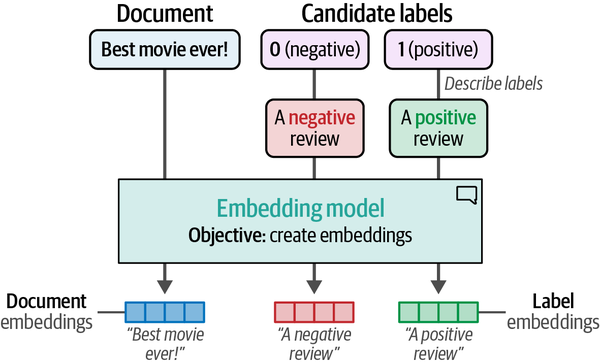 Document
Candidate labels
Best movie ever!
0 (negative)
1 (positive)
Describe labels
A negative
review
A positive
review
Embedding model
Objective: create embeddings
Document
embeddings
Label
embeddings
"Best movie
ever!"
"A negative
review"
"A positive
review"